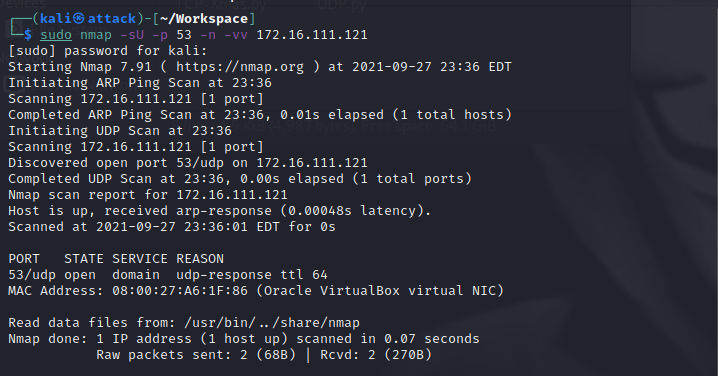 ┌──(kali㉿attack)-[~/Workspace]
└─$ sudo nmap -sU -p 53 -n -vv 172.16.111.121
[sudo] password for kali:
Starting Nmap 7.91 ( https://nmap.org ) at 2021-09-27 23:36 EDT
Initiating ARP Ping Scan at 23:36
Scanning 172.16.111.121 [1 port]
Completed ARP Ping Scan at 23:36, 0.01s elapsed (1 total hosts)
Initiating UDP Scan at 23:36
Scanning 172.16.111.121 [1 port]
Discovered open port 53/udp on 172.16.111.121
Completed UDP Scan at 23:36, 0.00s elapsed (1 total ports)
Nmap scan report for 172.16.111.121
Host is up, received arp-response (0.00048s latency).
Scanned at 2021-09-27 23:36:01 EDT for 0s

PORT   STATE SERVICE REASON
53/udp open  domain  udp-response ttl 64
MAC Address: 08:00:27:A6:1F:86 (Oracle VirtualBox virtual NIC)

Read data files from: /usr/bin/../share/nmap
Nmap done: 1 IP address (1 host up) scanned in 0.07 seconds
           Raw packets sent: 2 (68B) | Rcvd: 2 (270B)